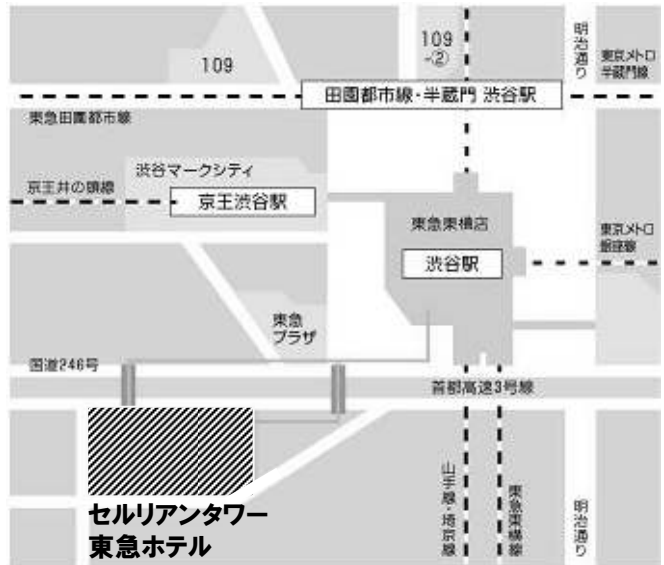 109
109
-②
明治通り
東京メトロ
半蔵門線
田園都市線・半蔵門 渋谷駅
東急田園都市線
渋谷マークシティ
京王井の頭線
京王渋谷駅
東急東横店
東京メトロ
銀座線
渋谷駅
東急
プラザ
国道246号
首都高速3号線
セルリアンタワー
東急ホテル
山手線・埼京線
東急東横線
明治通り